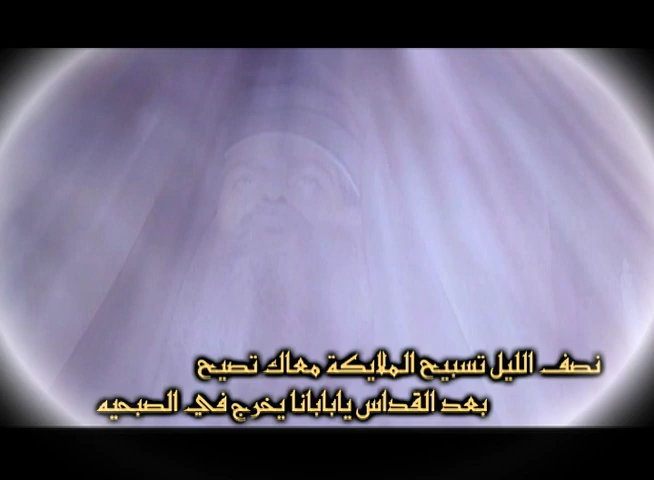 نصف الليل تسبيح الملايكة معاك تصيح
بعد القداس يابابانا يخرج في الصبحيه